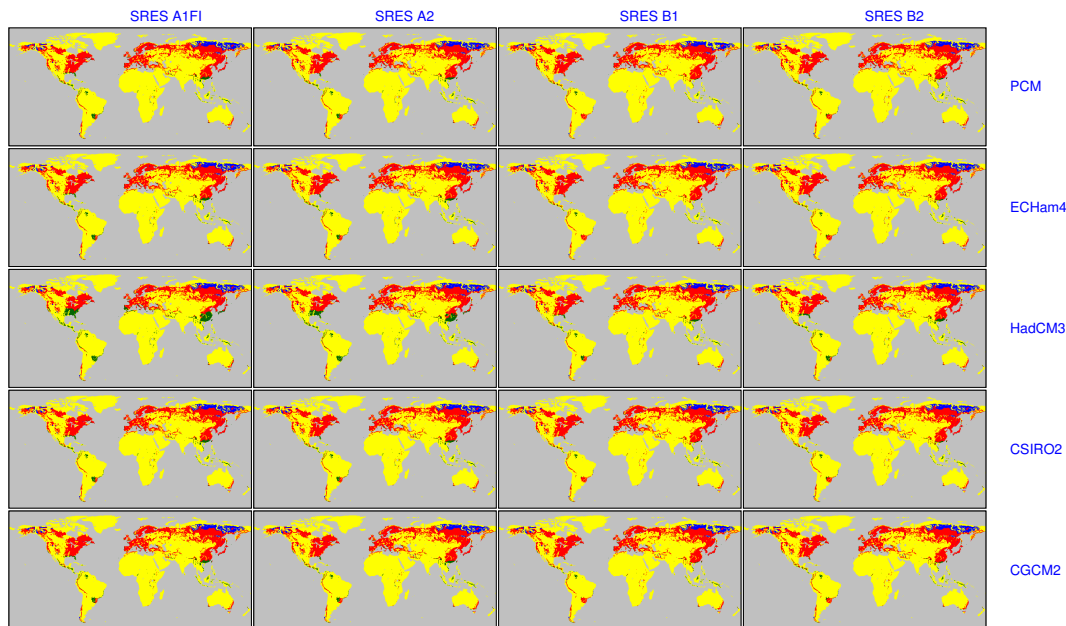 SRES A1FI SRES A2 SRES B1 SRES B2
PCM
ECHam4
HadCM3
CSIRO2
CGCM2